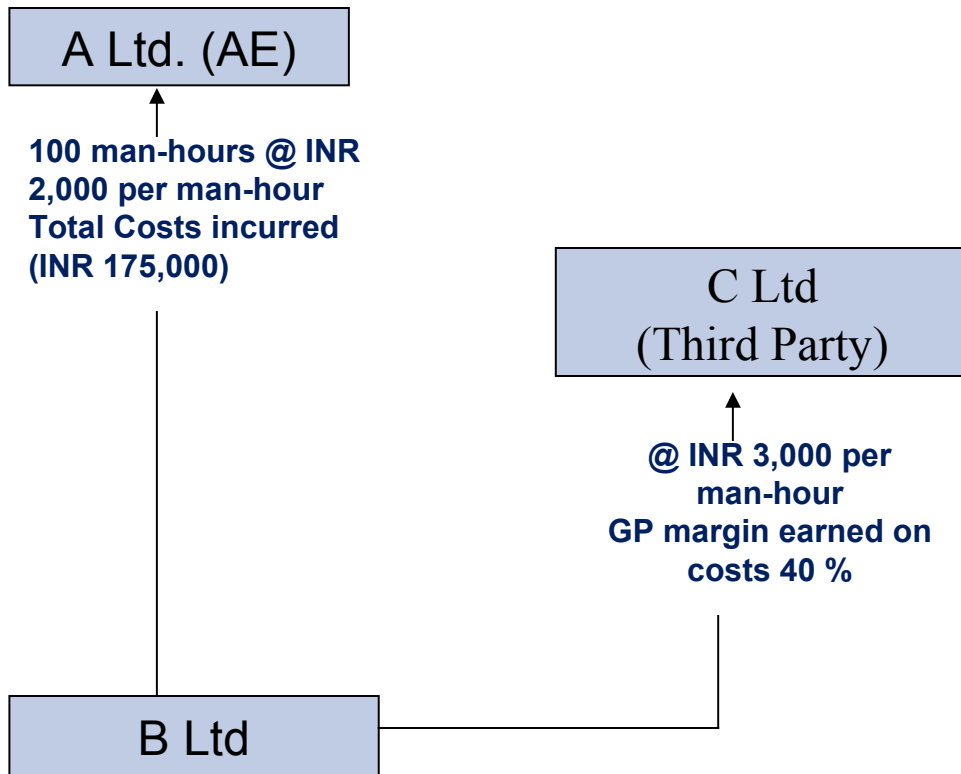 A Ltd. (AE)
100 man-hours @ INR
2,000 per man-hour
Total Costs incurred
(INR 175,000)
C Ltd
(Third Party)
@ INR 3,000 per
man-hour
GP margin earned on
costs 40 %
B Ltd